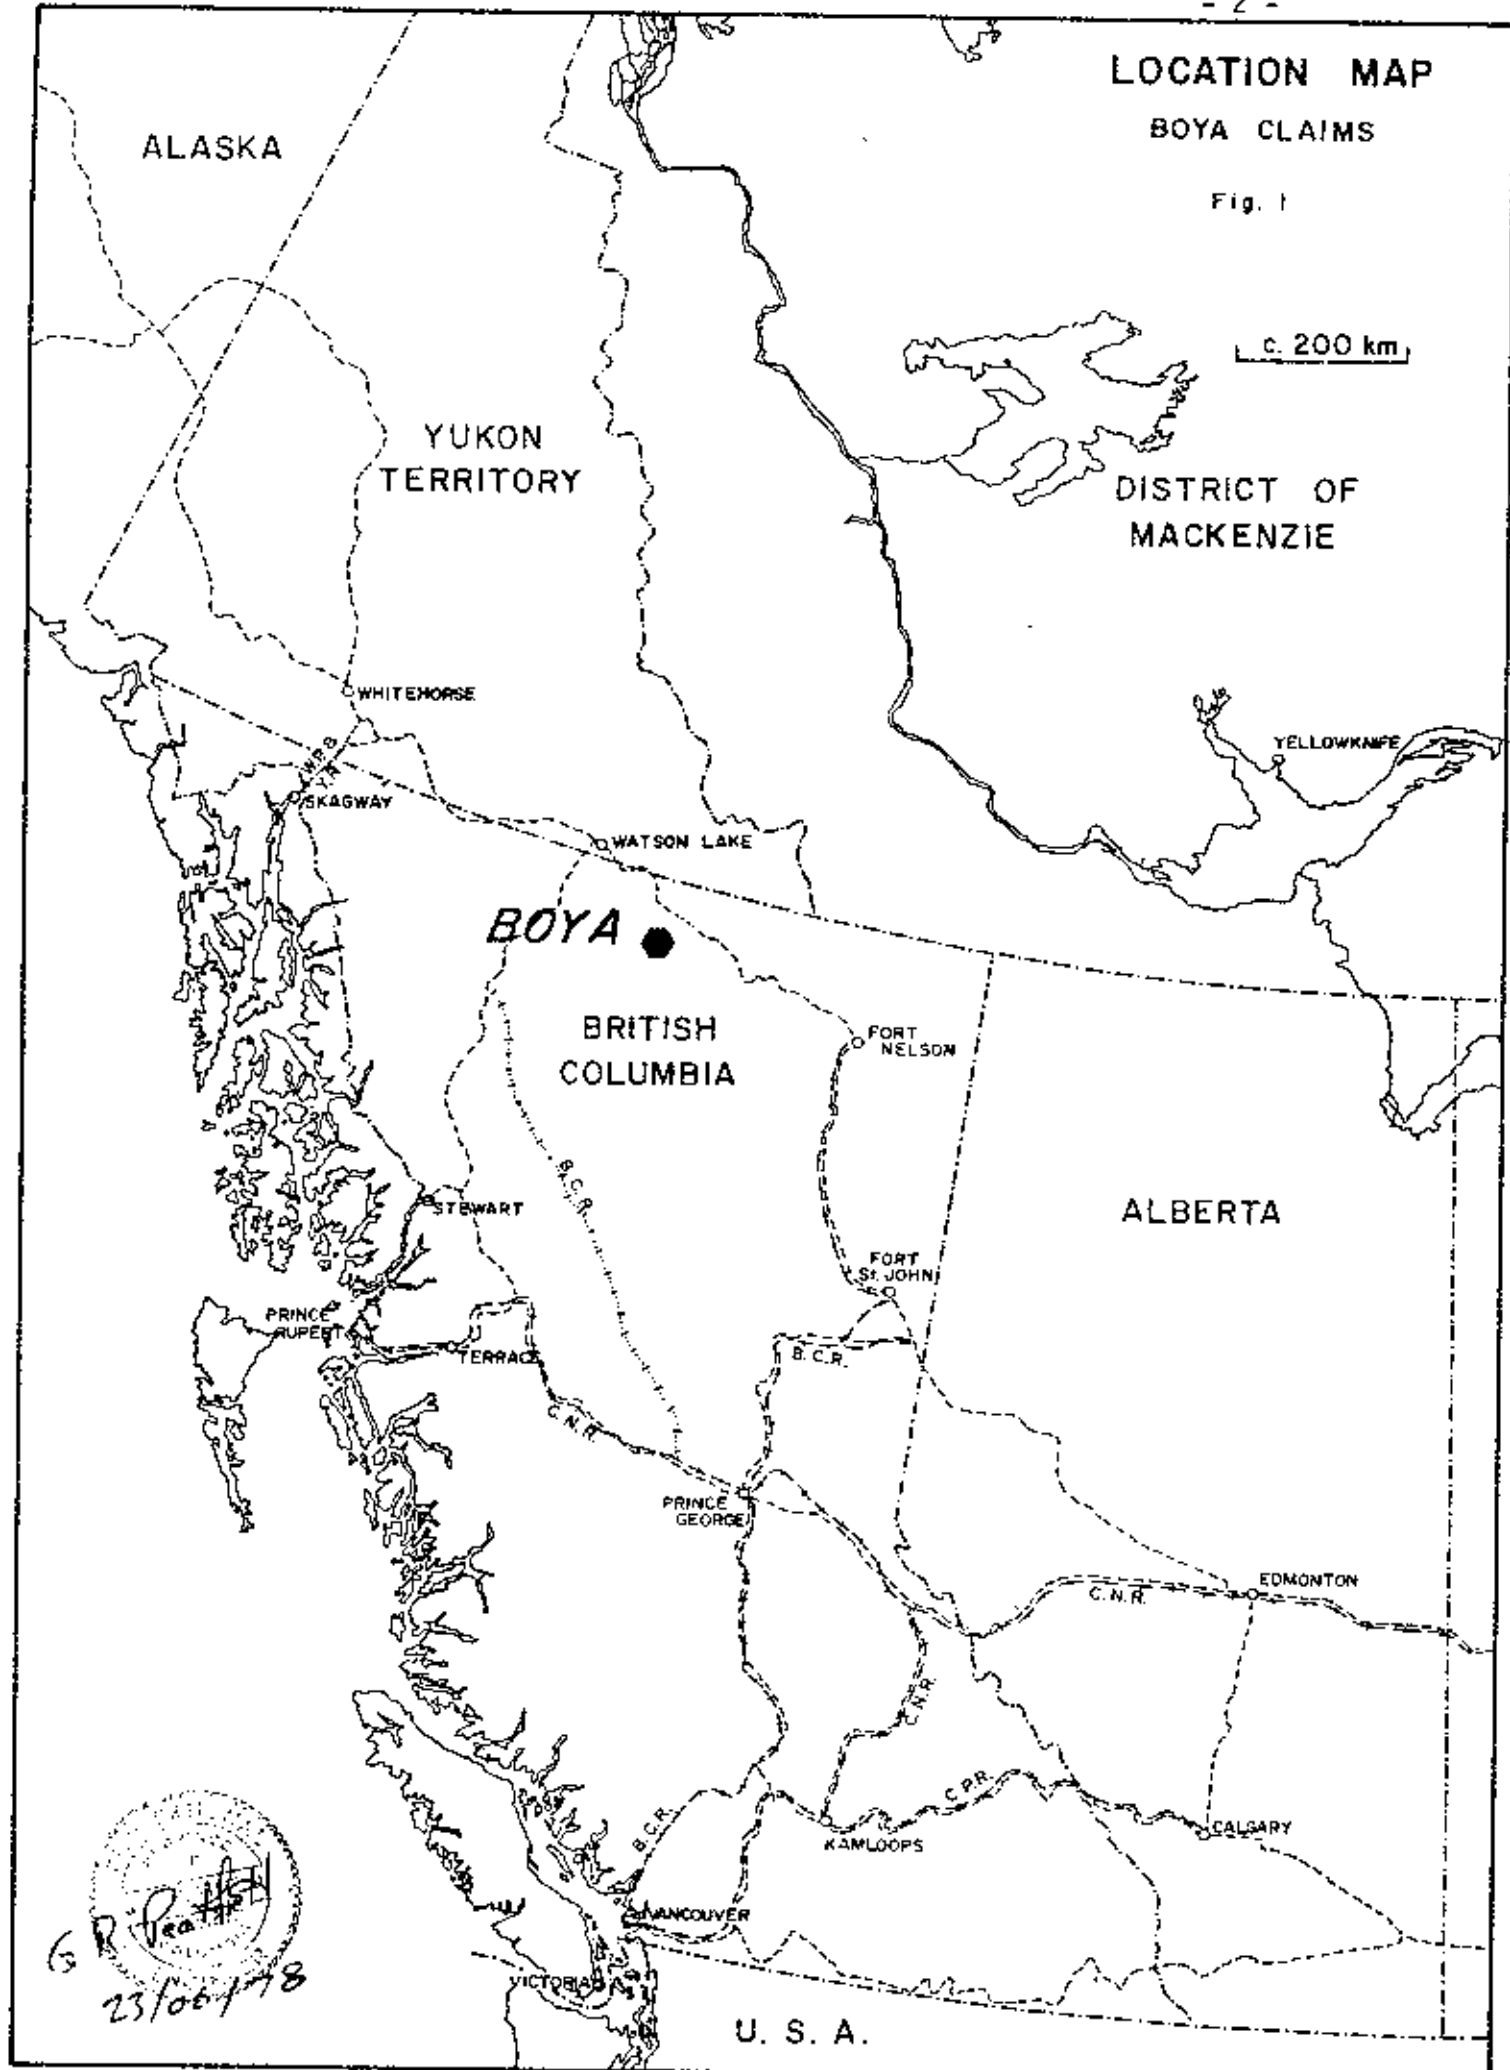 - 2 -
LOCATION MAP
BOYA CLAIMS
Fig. 1
ALASKA
c. 200 km
YUKON
TERRITORY
DISTRICT OF
MACKENZIE
WHITEHORSE
YELLOWKNIFE
W.P. &
Y.R.
SKAGWAY
WATSON LAKE
BOYA
BRITISH
COLUMBIA
FORT
NELSON
B.C.R.
STEWART
ALBERTA
FORT
St. JOHN
PRINCE
RUPERT
TERRACE
B.C.R.
C.N.R.
PRINCE
GEORGE
EDMONTON
C.N.R.
C.N.R.
C.P.R.
B.C.R.
KAMLOOPS
CALGARY
VANCOUVER
G R
23/06/78
VICTORIA
U. S. A.